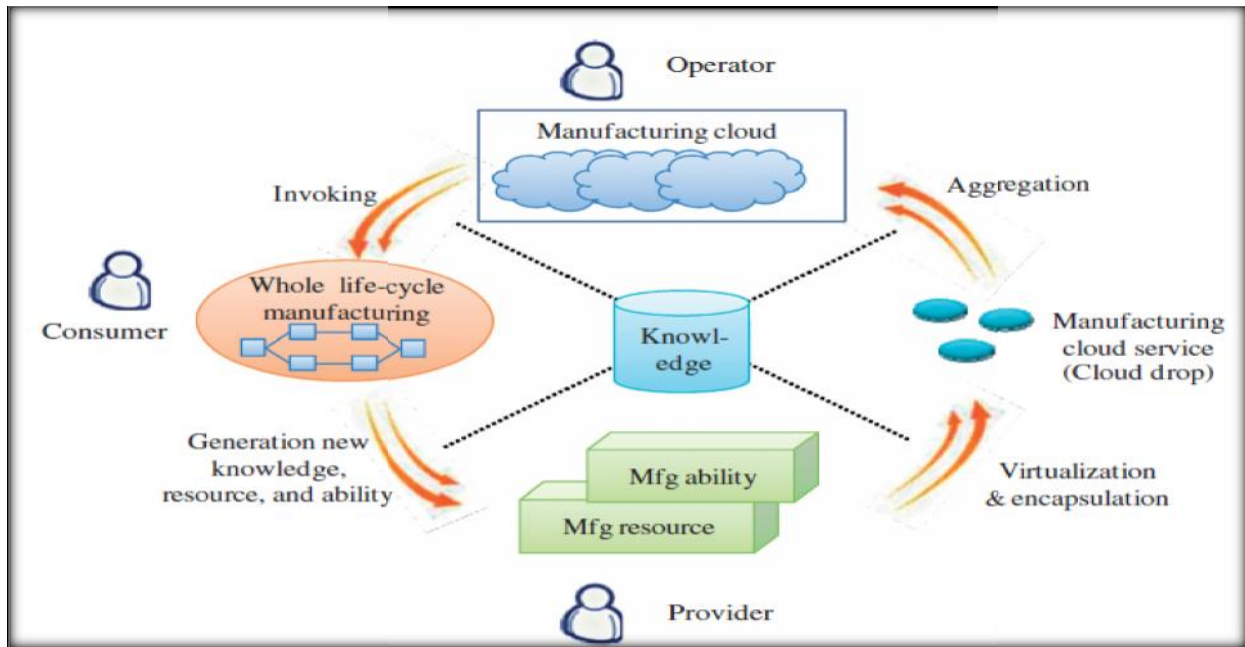 Operator
Manufacturing cloud
Invoking
Aggregation
Whole life-cycle
manufacturing
Consumer
Knowl-
edge
Manufacturing
cloud service
(Cloud drop)
Generation new
knowledge,
resource, and ability
Mfg ability
Mfg resource
Virtualization
& encapsulation
Provider